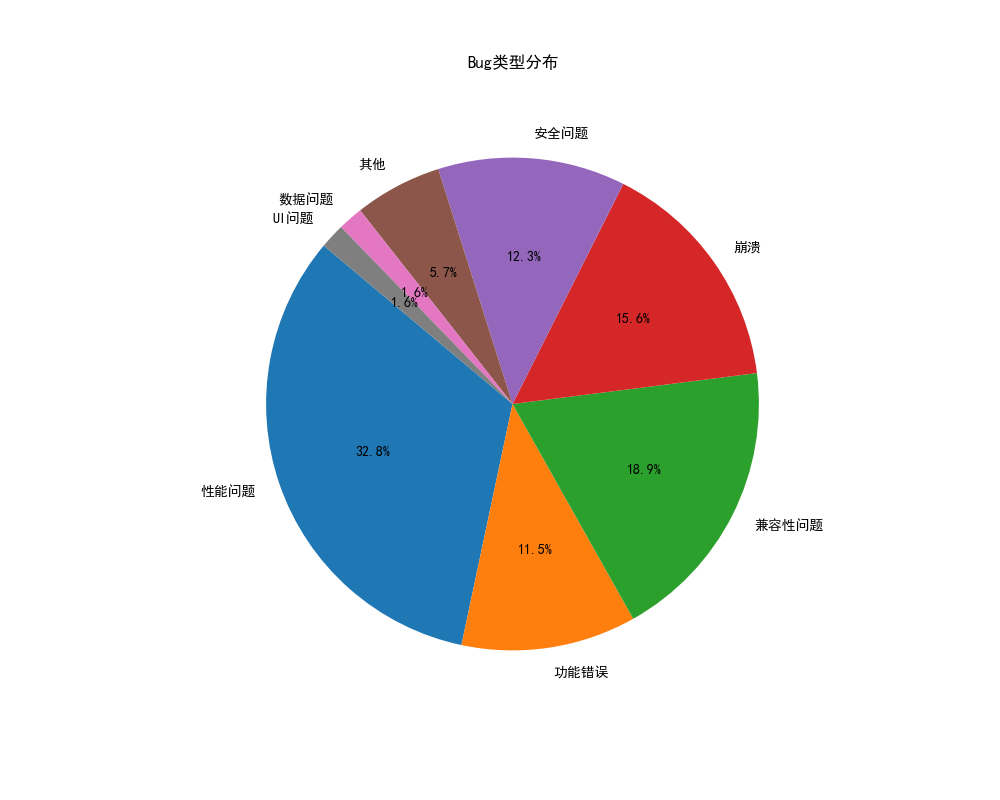 Bug类型分布
安全问题
其他
数据问题
UI问题
崩溃
12.3%
5.7%
1.6%
1.6%
15.6%
32.8%
18.9%
性能问题
兼容性问题
11.5%
功能错误